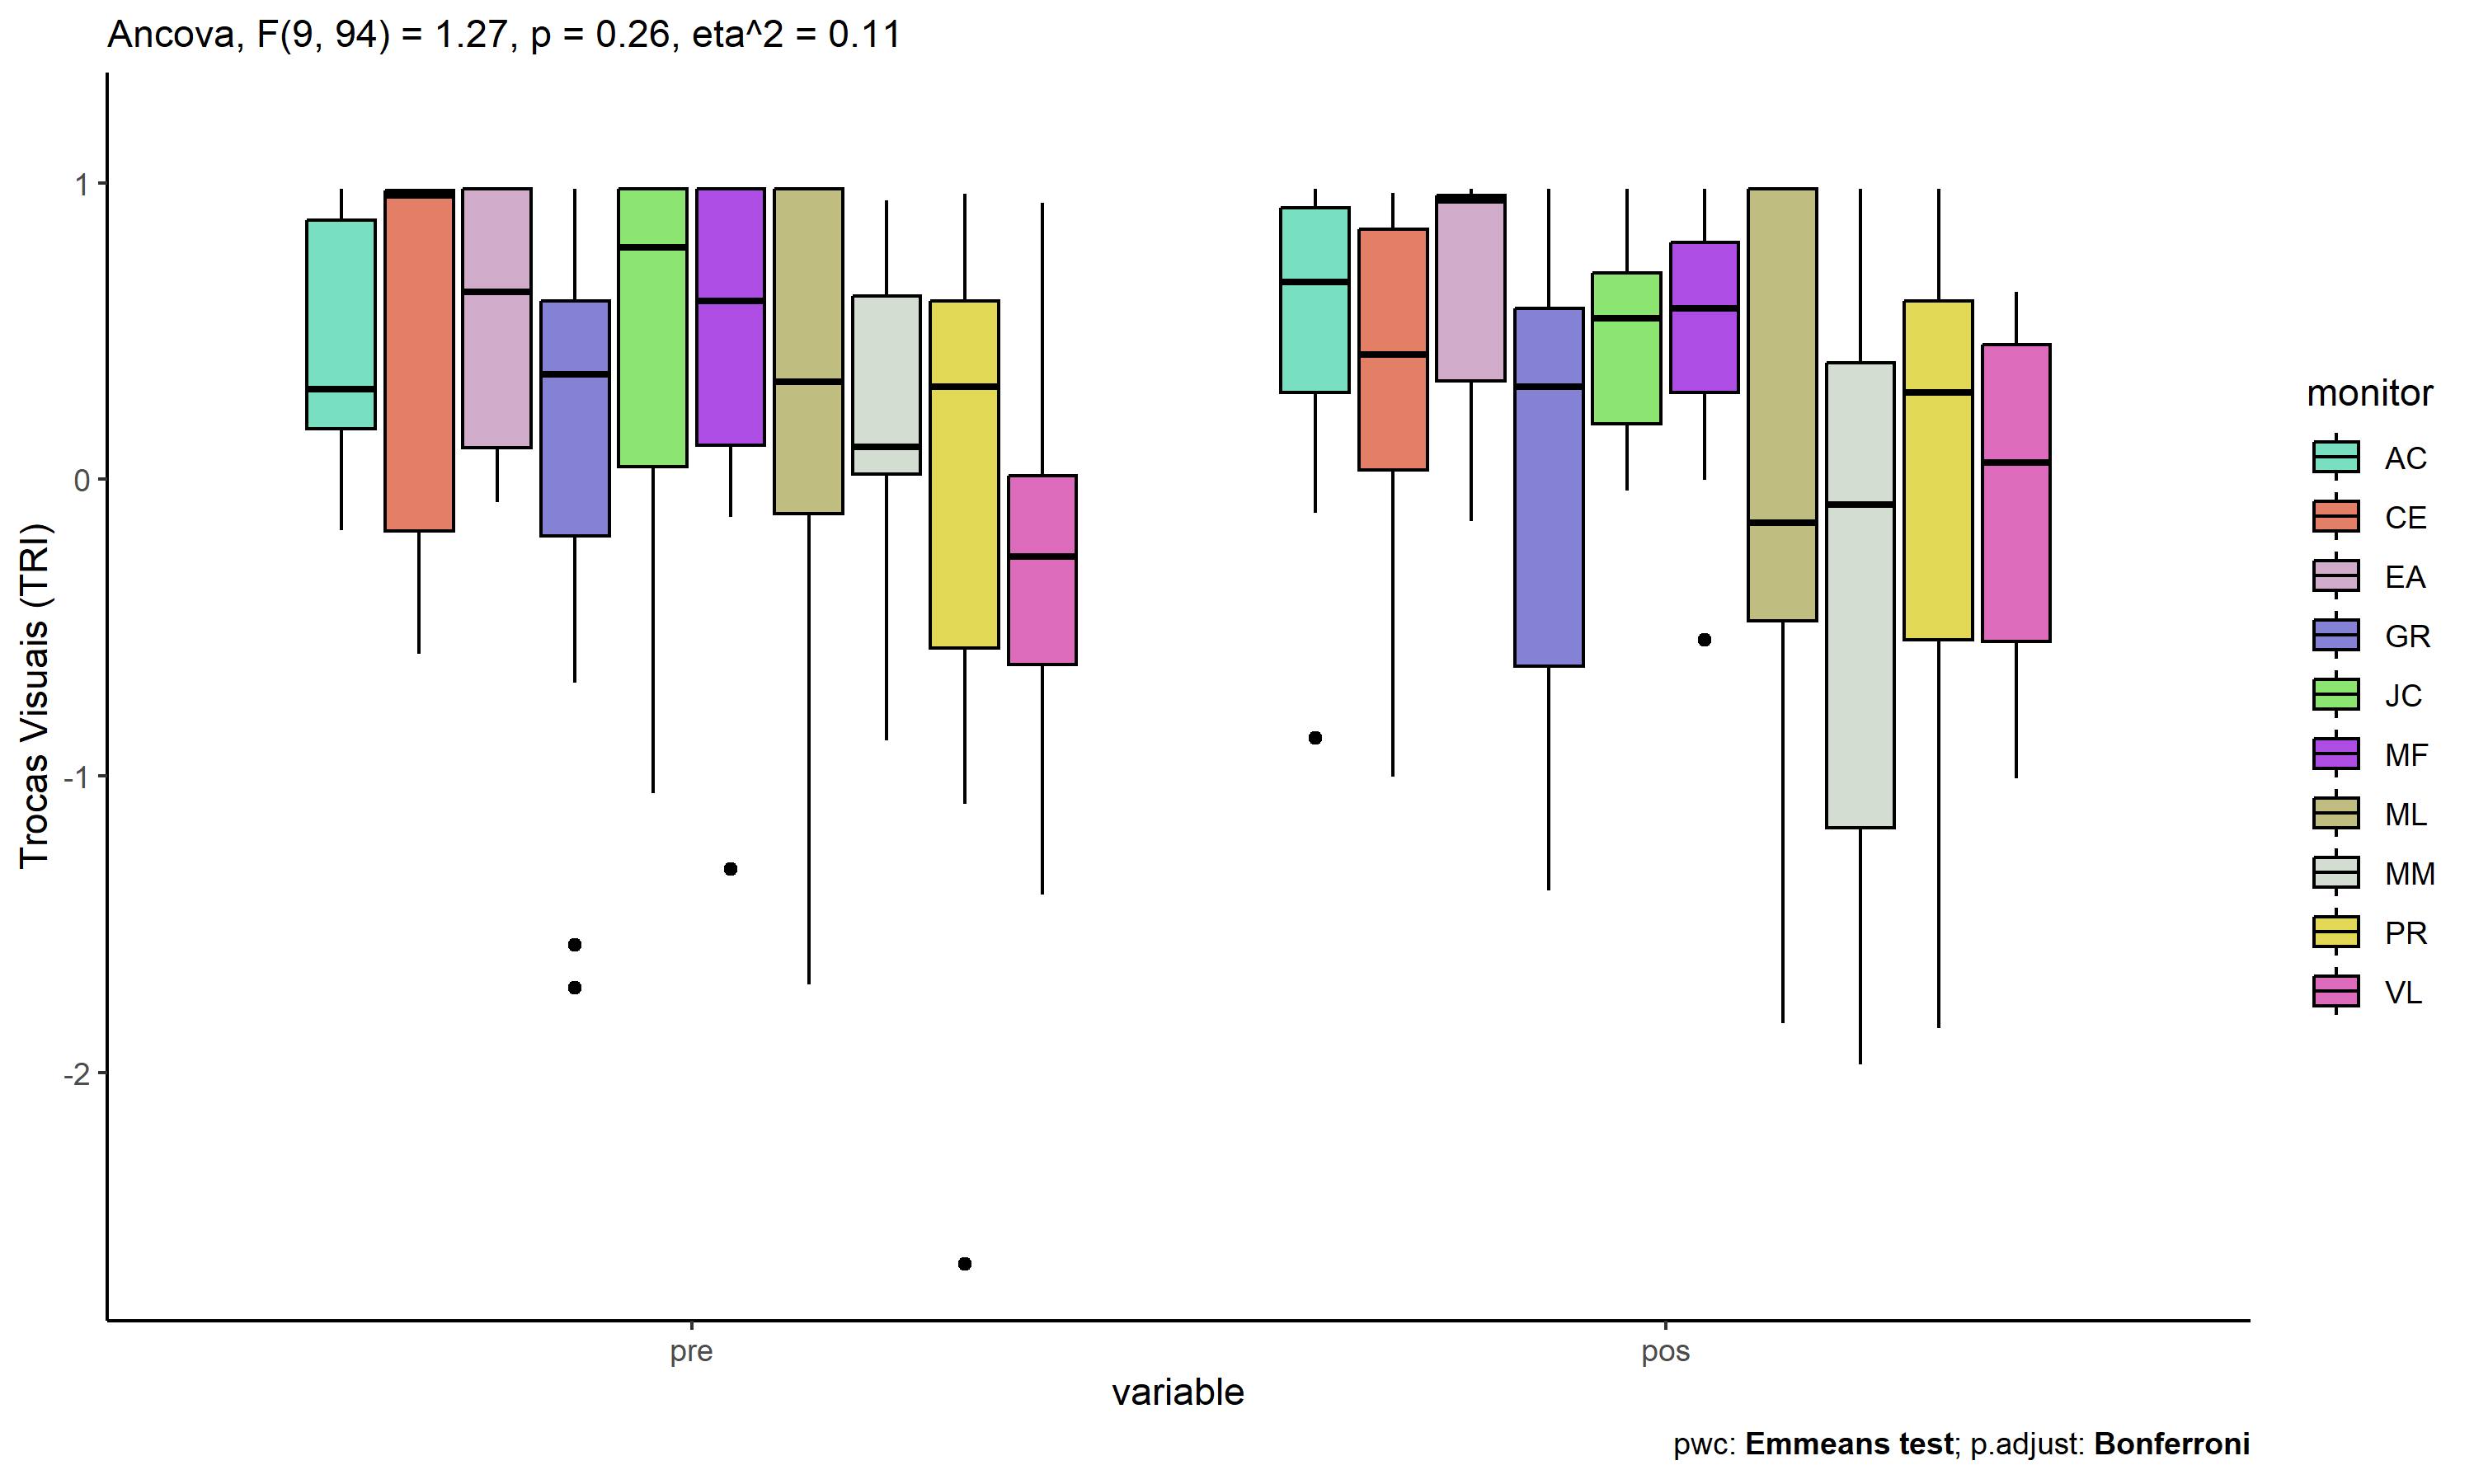 Ancova, F(9, 94) = 1.27, p = 0.26, eta^2 = 0.11
Trocas Visuais (TRI)
1
0
-1
-2
pre
pos
variable
monitor
AC
CE
EA
GR
JC
MF
ML
MM
PR
VL
pwc: Emmeans test; p.adjust: Bonferroni